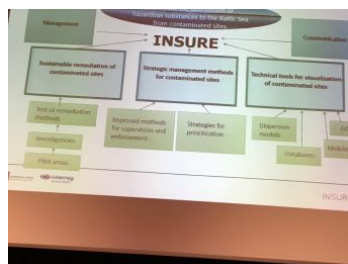 hazardous substances to the Baltic Sea
from contaminated sites
Management
INSURE
Communication
Sustainable remediation of
contaminated sites
Strategic management methods
for contaminated sites
Technical tools for visualization
of contaminated sites
Test of remediation
methods
Investigations
Pilot areas
Improved methods
for supervision and
enforcement
Strategies for
prioritization
Dispersion
models
Databases
Interreg
INSUR